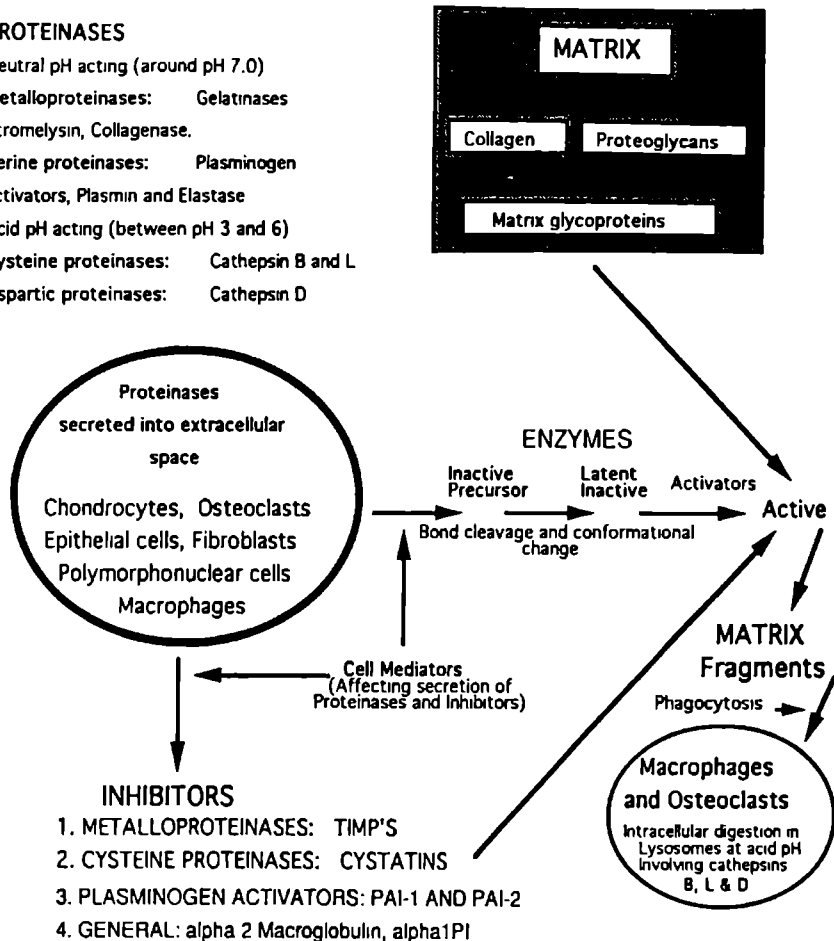 ROTEINASES
eutral pH acting (around pH 7.0)
etalloproteinases: Gelatinases
tromelysin, Collagenase.
erine proteinases: Plasminogen
ctivators, Plasmin and Elastase
cid pH acting (between pH 3 and 6)
ysteine proteinases: Cathepsin B and L
spartic proteinases: Cathepsin D
MATRIX
Collagen Proteoglycans
Matrix glycoproteins
Proteinases
secreted into extracellular
space
Chondrocytes, Osteoclasts
Epithelial cells, Fibroblasts
Polymorphonuclear cells
Macrophages
ENZYMES
Inactive
Precursor
Latent
Inactive
Activators
Active
Bond cleavage and conformational
change
Cell Mediators
(Affecting secretion of
Proteinases and Inhibitors)
MATRIX
Fragments
Phagocytosis
Macrophages
and Osteoclasts
Intracellular digestion in
Lysosomes at acid pH
Involving cathepsins
B, L & D
INHIBITORS
1. METALLOPROTEINASES: TIMP'S
2. CYSTEINE PROTEINASES: CYSTATINS
3. PLASMINOGEN ACTIVATORS: PAI-1 AND PAI-2
4. GENERAL: alpha 2 Macroglobulin, alpha1PI